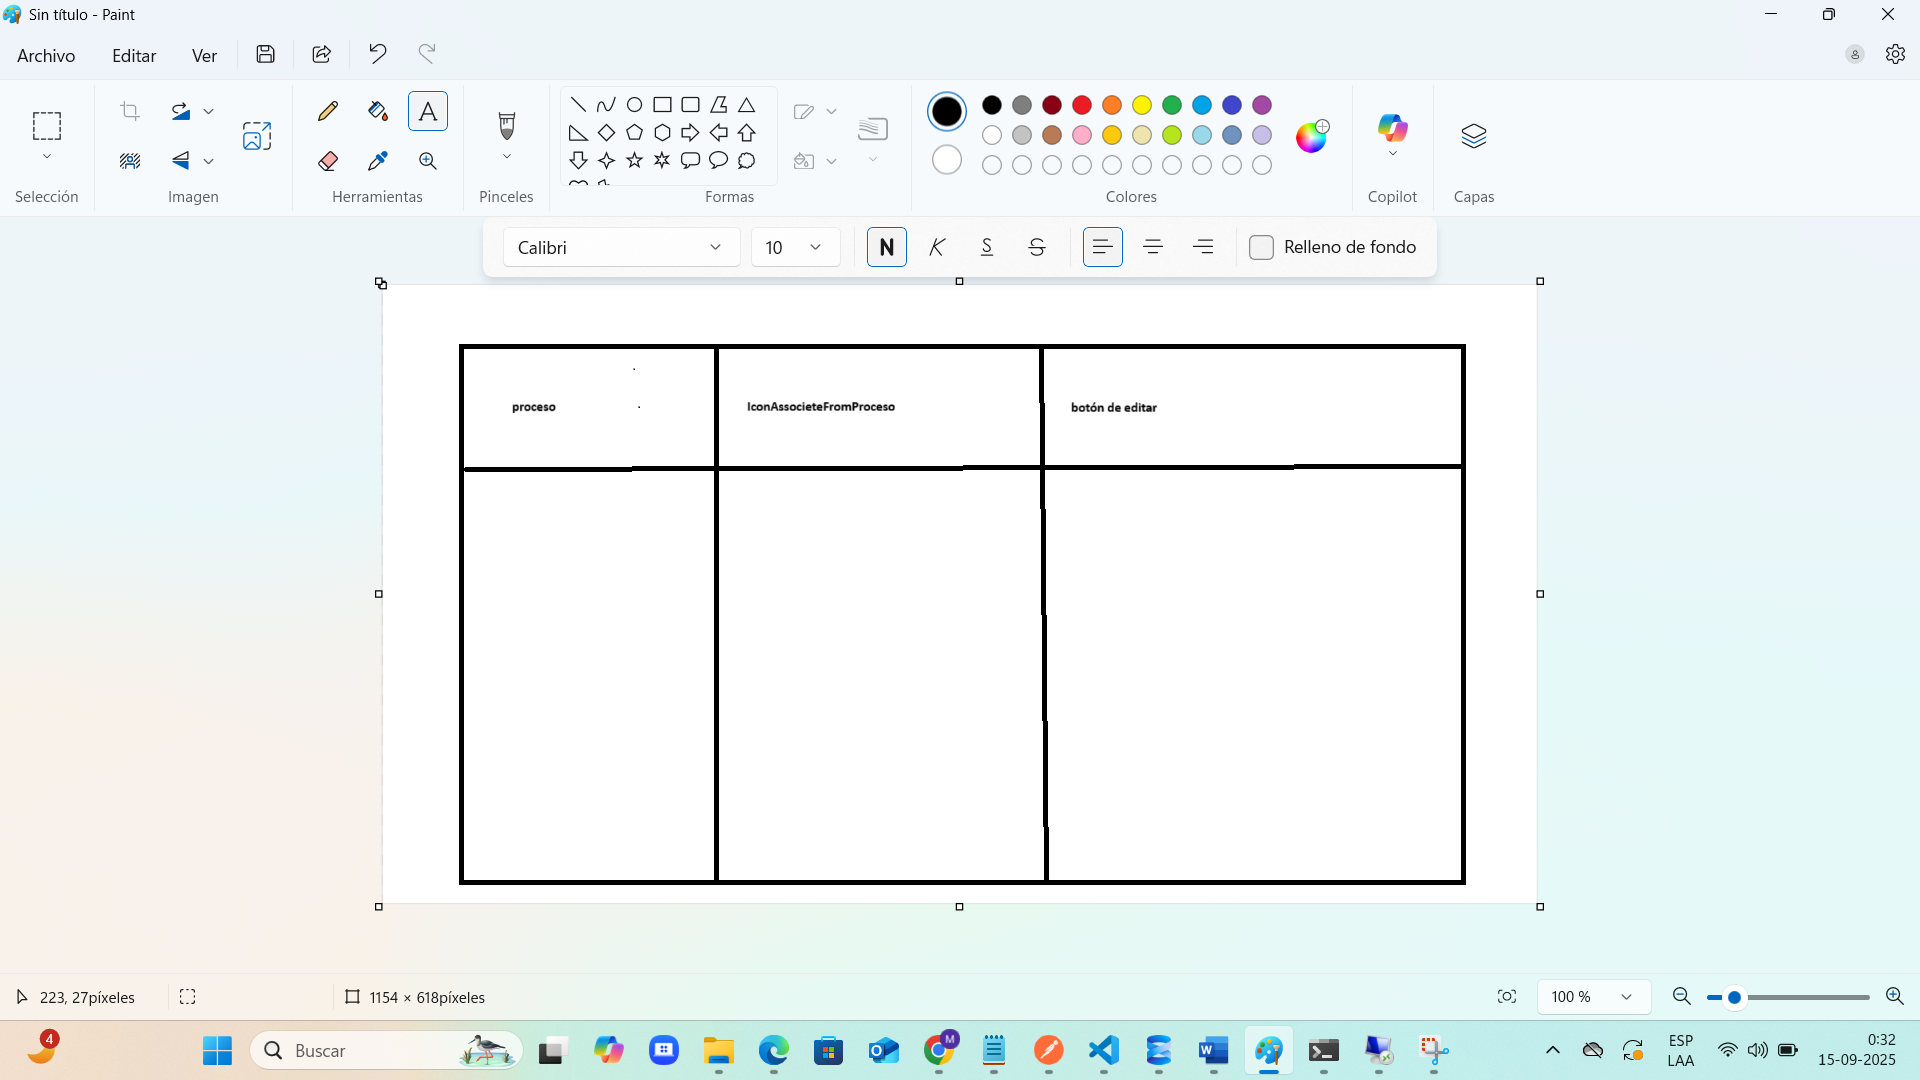 Sin título - Paint
Archivo Editar Ver
Selección Imagen Herramientas Pinceles Formas Colores Copilot Capas
Calibri 10 N K S S Relleno de fondo
proceso IconAssocieteFromProceso botón de editar
223, 27píxeles 1154 × 618píxeles 100 %
4 Buscar M ESP 0:32
LAA 15-09-2025